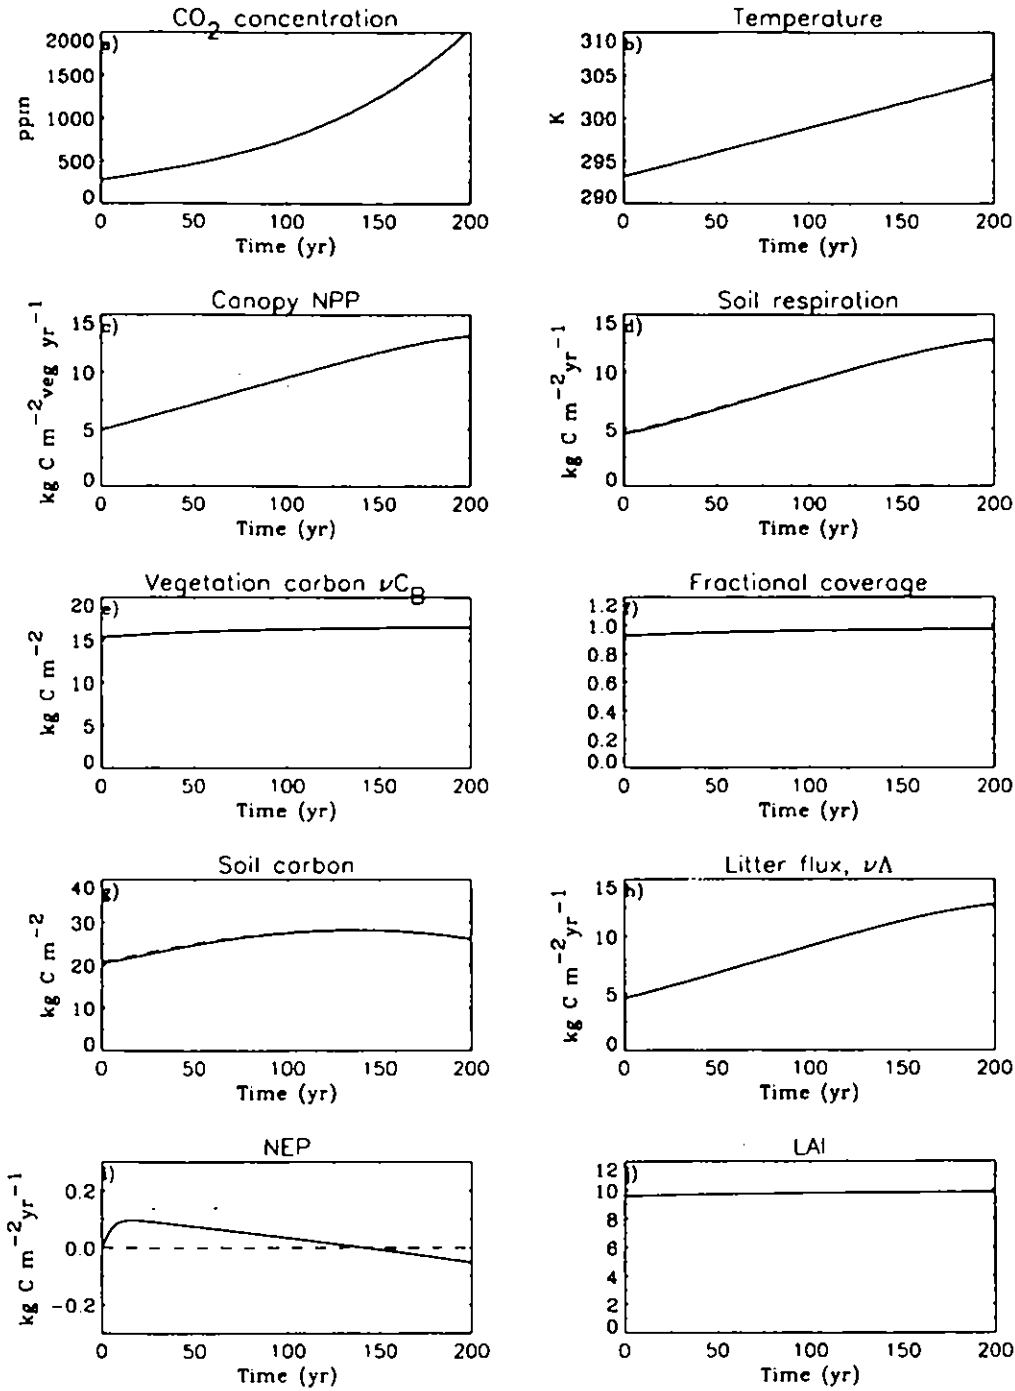 CO2 concentration
a)
2000
1500
1000
500
0
ppm
0 50 100 150 200
Time (yr)
Temperature
b)
310
305
300
295
290
K
0 50 100 150 200
Time (yr)
Canopy NPP
c)
15
10
5
0
kg C m−2 veg yr−1
0 50 100 150 200
Time (yr)
Soil respiration
d)
15
10
5
0
kg C m−2yr−1
0 50 100 150 200
Time (yr)
Vegetation carbon νCB
e)
20
15
10
5
0
kg C m−2
0 50 100 150 200
Time (yr)
Fractional coverage
f)
1.2
1.0
0.8
0.6
0.4
0.2
0.0
0 50 100 150 200
Time (yr)
Soil carbon
g)
40
30
20
10
0
kg C m−2
0 50 100 150 200
Time (yr)
Litter flux, νΛ
h)
15
10
5
0
kg C m−2yr−1
0 50 100 150 200
Time (yr)
NEP
i)
0.2
0.0
−0.2
kg C m−2yr−1
0 50 100 150 200
Time (yr)
LAI
j)
12
10
8
6
4
2
0
0 50 100 150 200
Time (yr)